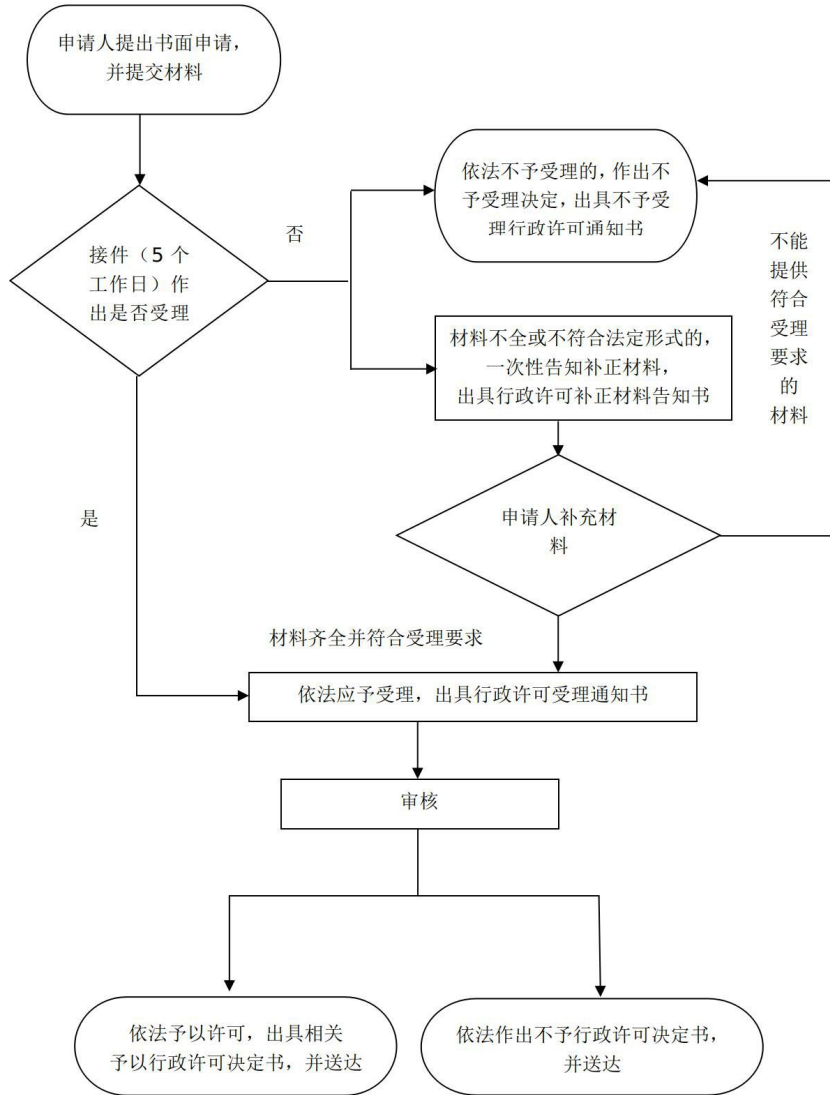 申请人提出书面申请，
并提交材料
接件（5 个
工作日）作
出是否受理
否
依法不予受理的，作出不
予受理决定，出具不予受
理行政许可通知书
不能
提供
符合
受理
要求
的
材料
材料不全或不符合法定形式的，
一次性告知补正材料，
出具行政许可补正材料告知书
是
申请人补充材
料
材料齐全并符合受理要求
依法应予受理，出具行政许可受理通知书
审核
依法予以许可，出具相关
予以行政许可决定书，并送达
依法作出不予行政许可决定书，
并送达